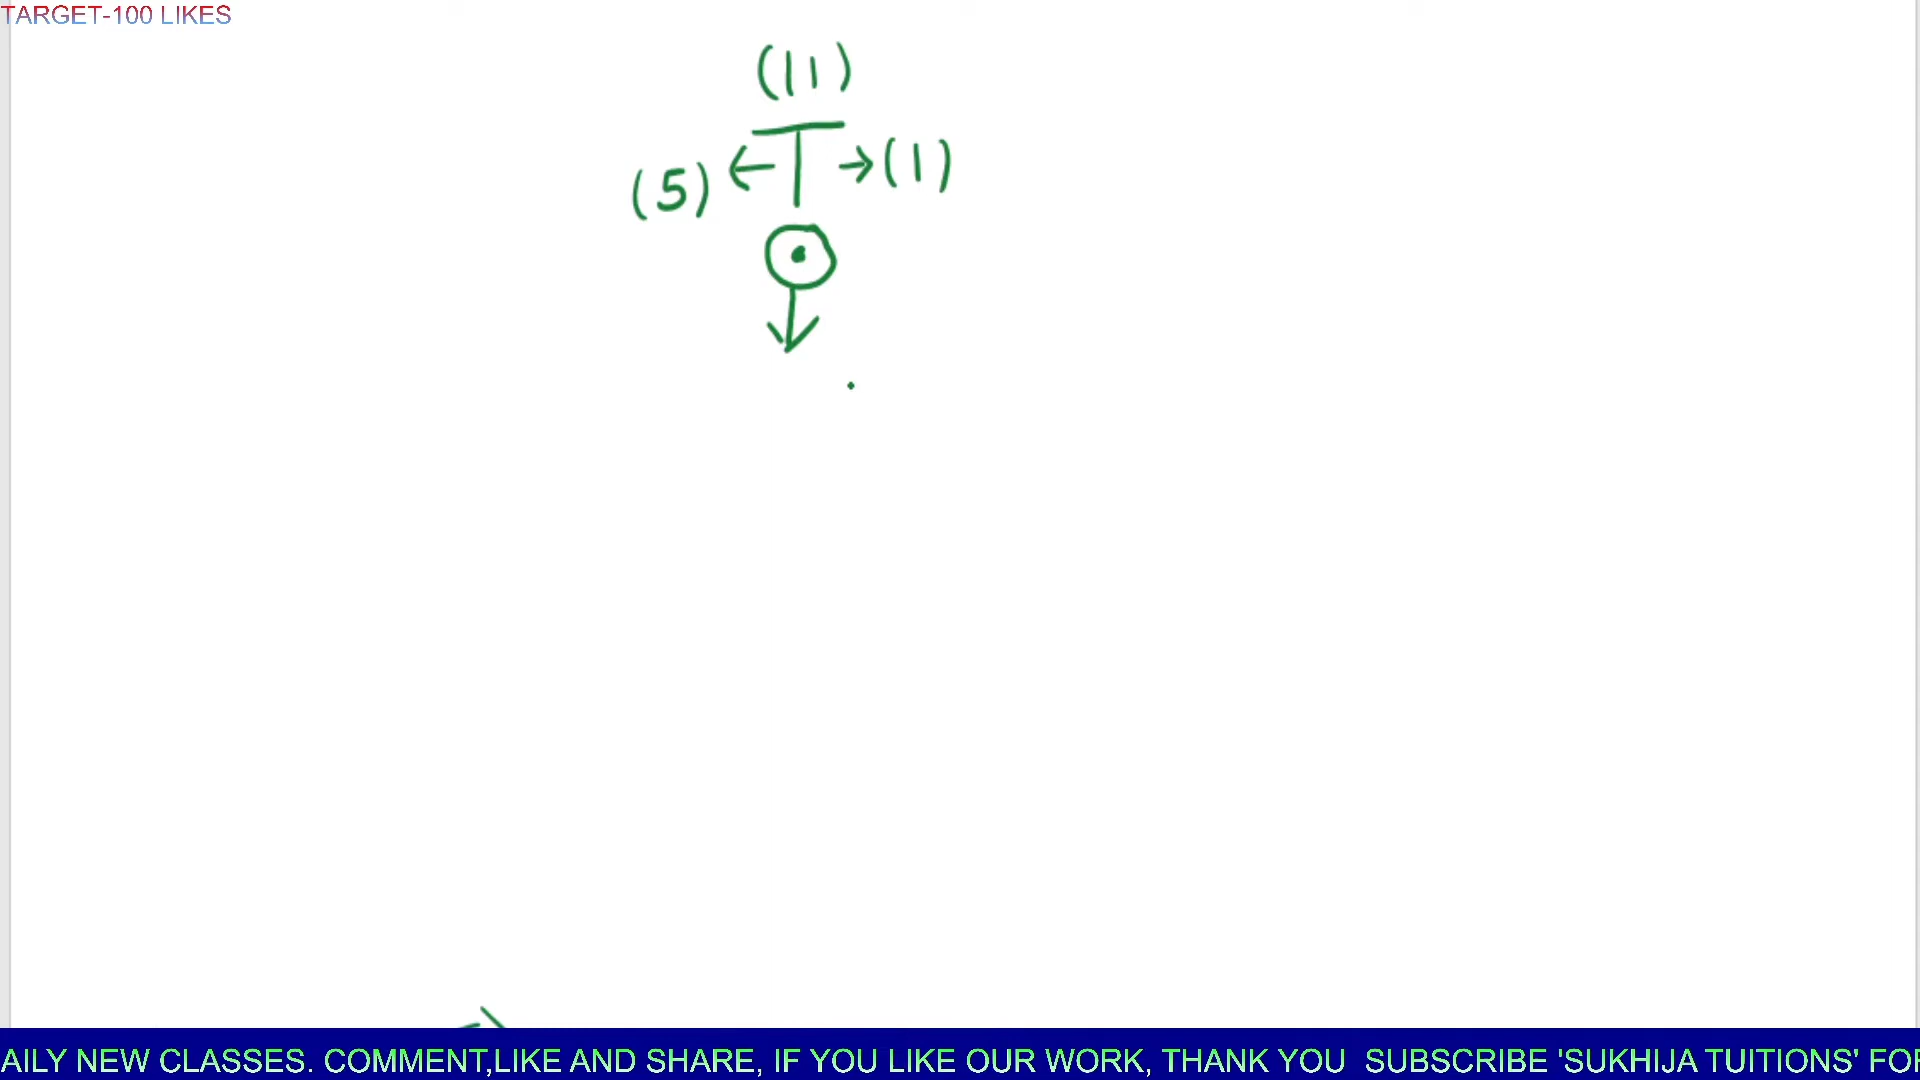 TARGET-100 LIKES
(11)
(5) ← T → (1)
AILY NEW CLASSES. COMMENT,LIKE AND SHARE, IF YOU LIKE OUR WORK, THANK YOU SUBSCRIBE 'SUKHIJA TUITIONS' FO